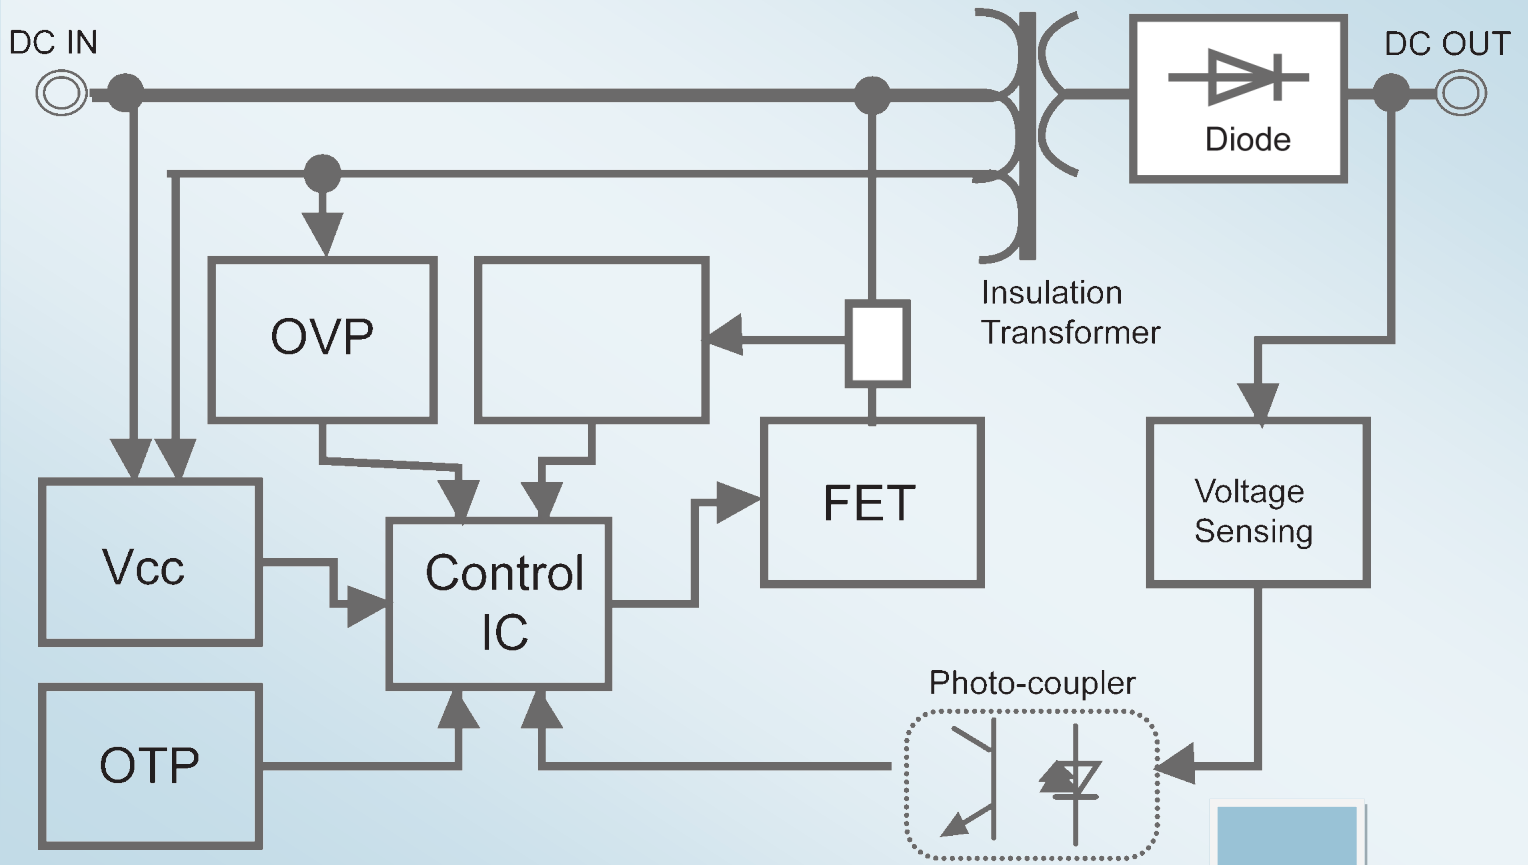 DC IN
DC OUT
Diode
Insulation
Transformer
OVP
FET
Voltage
Sensing
Vcc
Control
IC
Photo-coupler
OTP